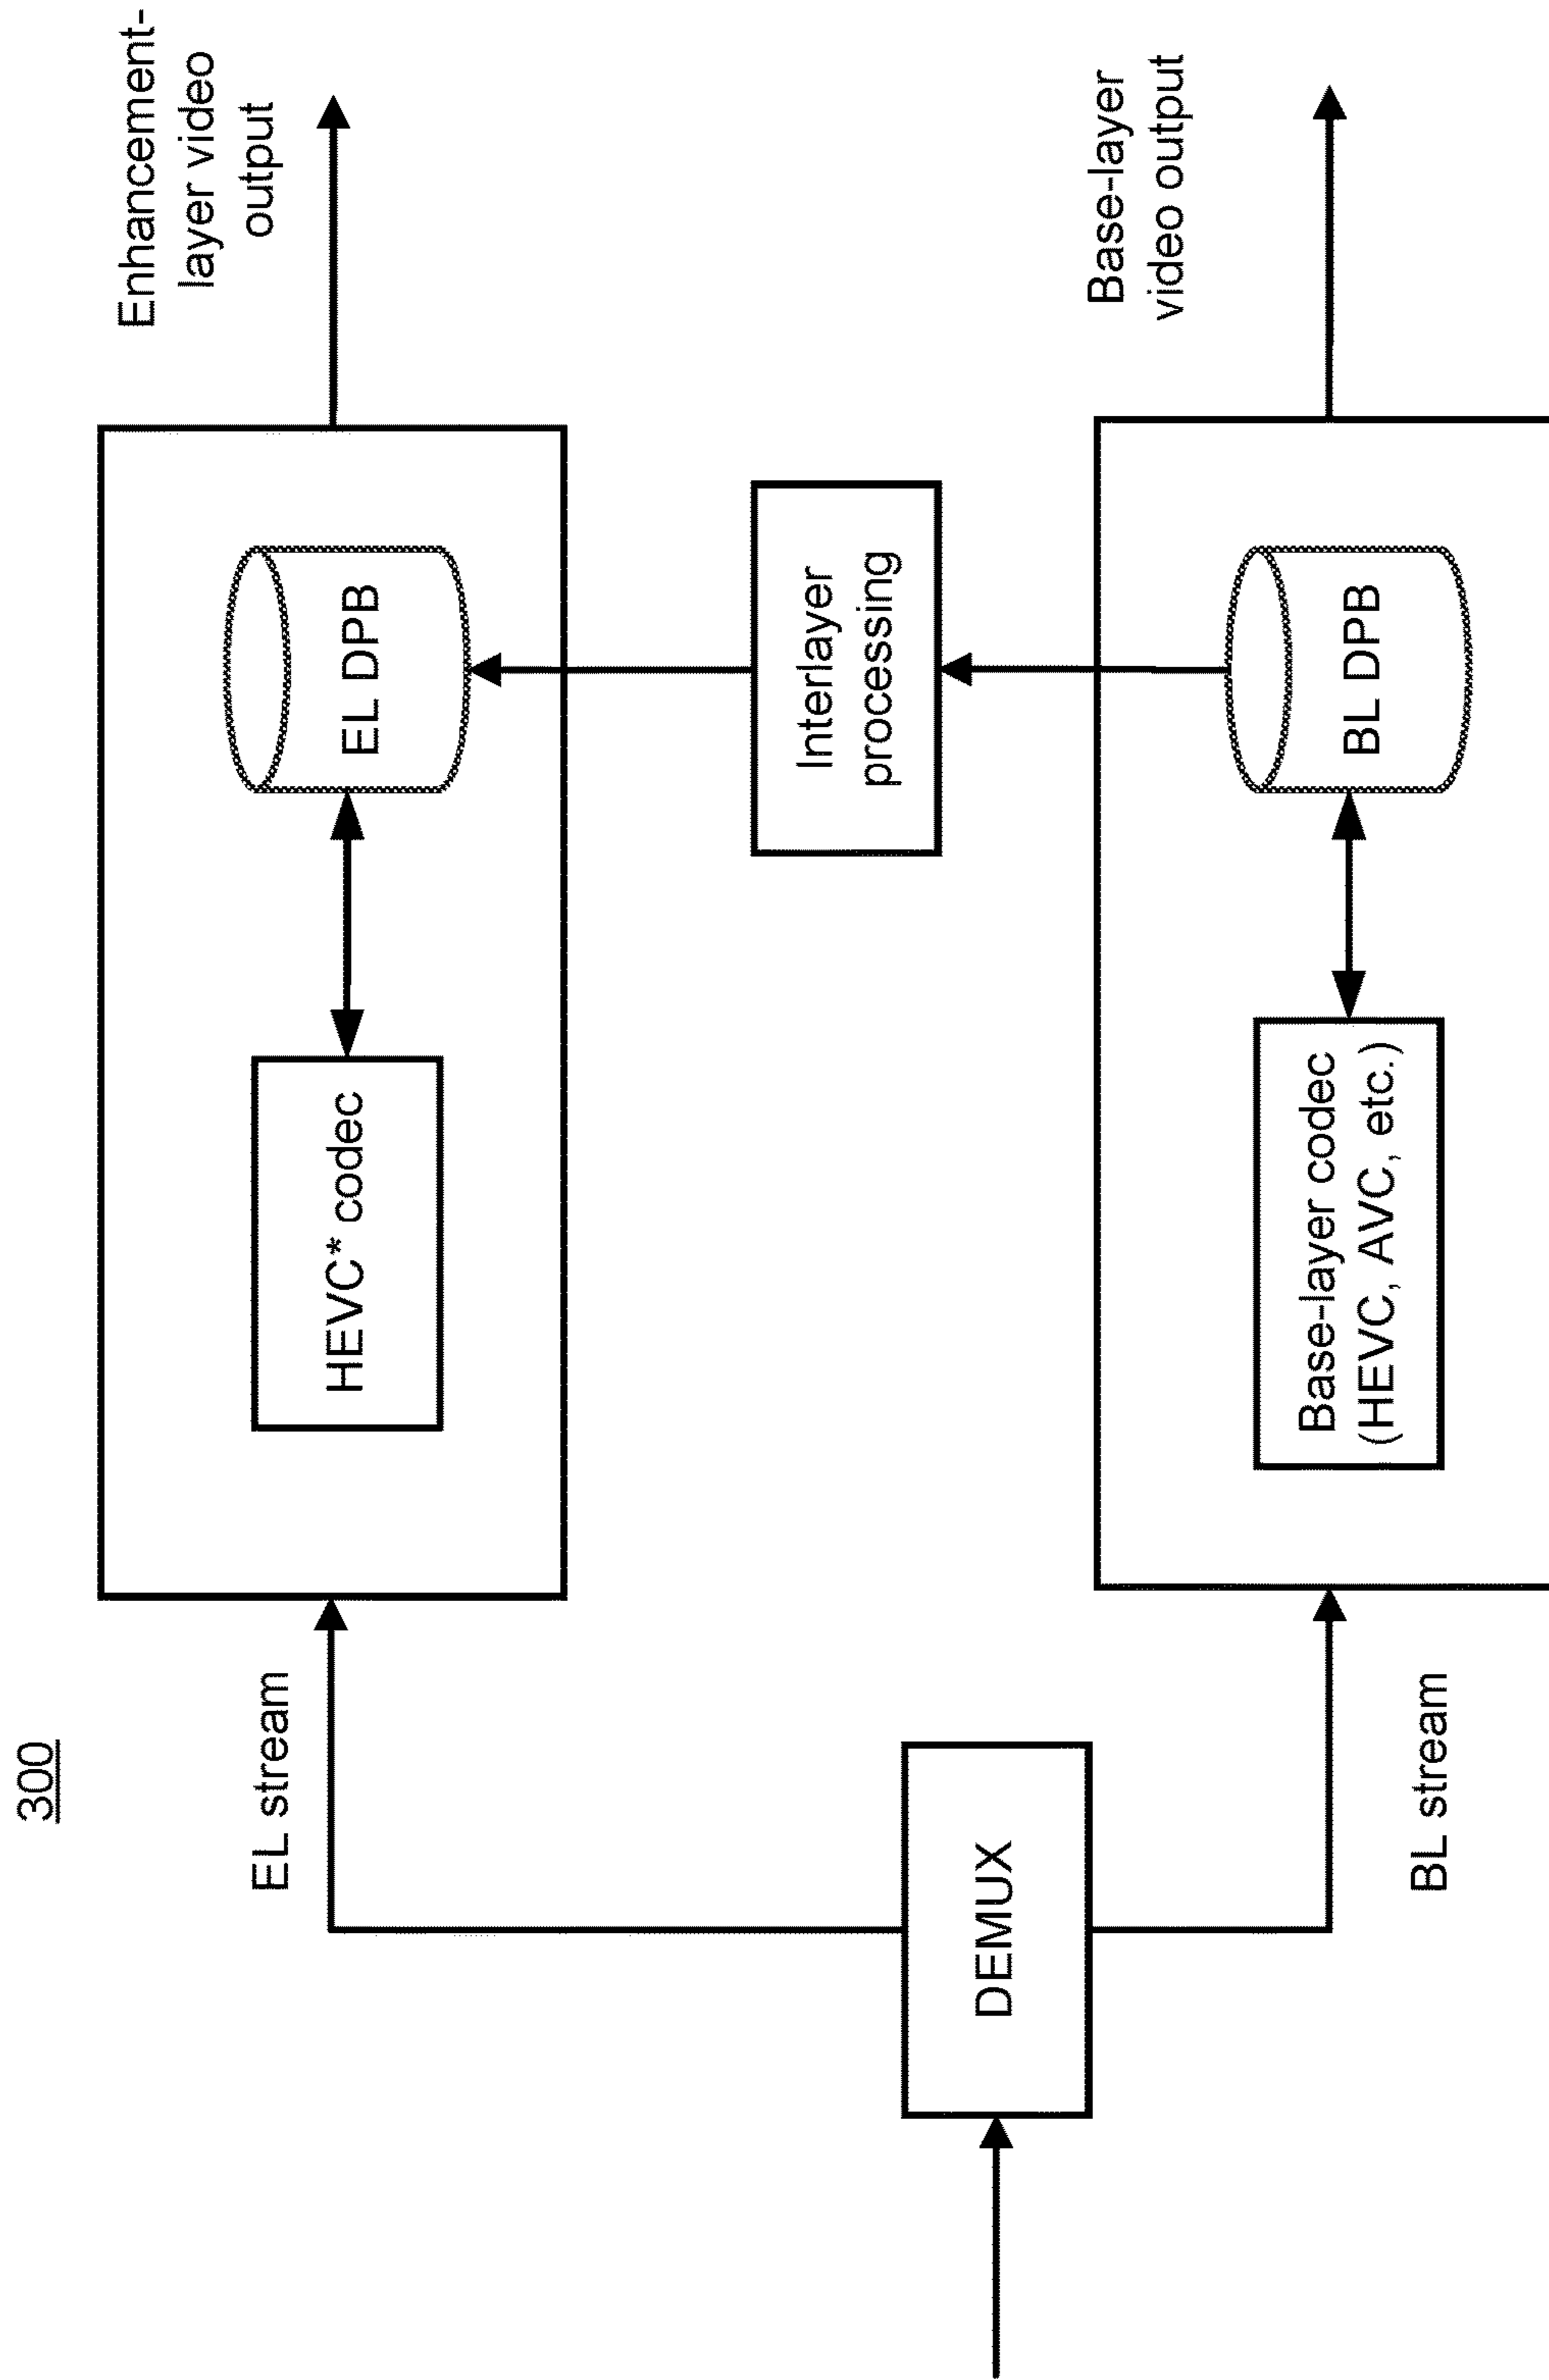 300
EL stream
HEVC* codec
EL DPB
Enhancement-
layer video
output
DEMUX
Interlayer
processing
BL stream
Base-layer codec
(HEVC, AVC, etc.)
BL DPB
Base-layer
video output